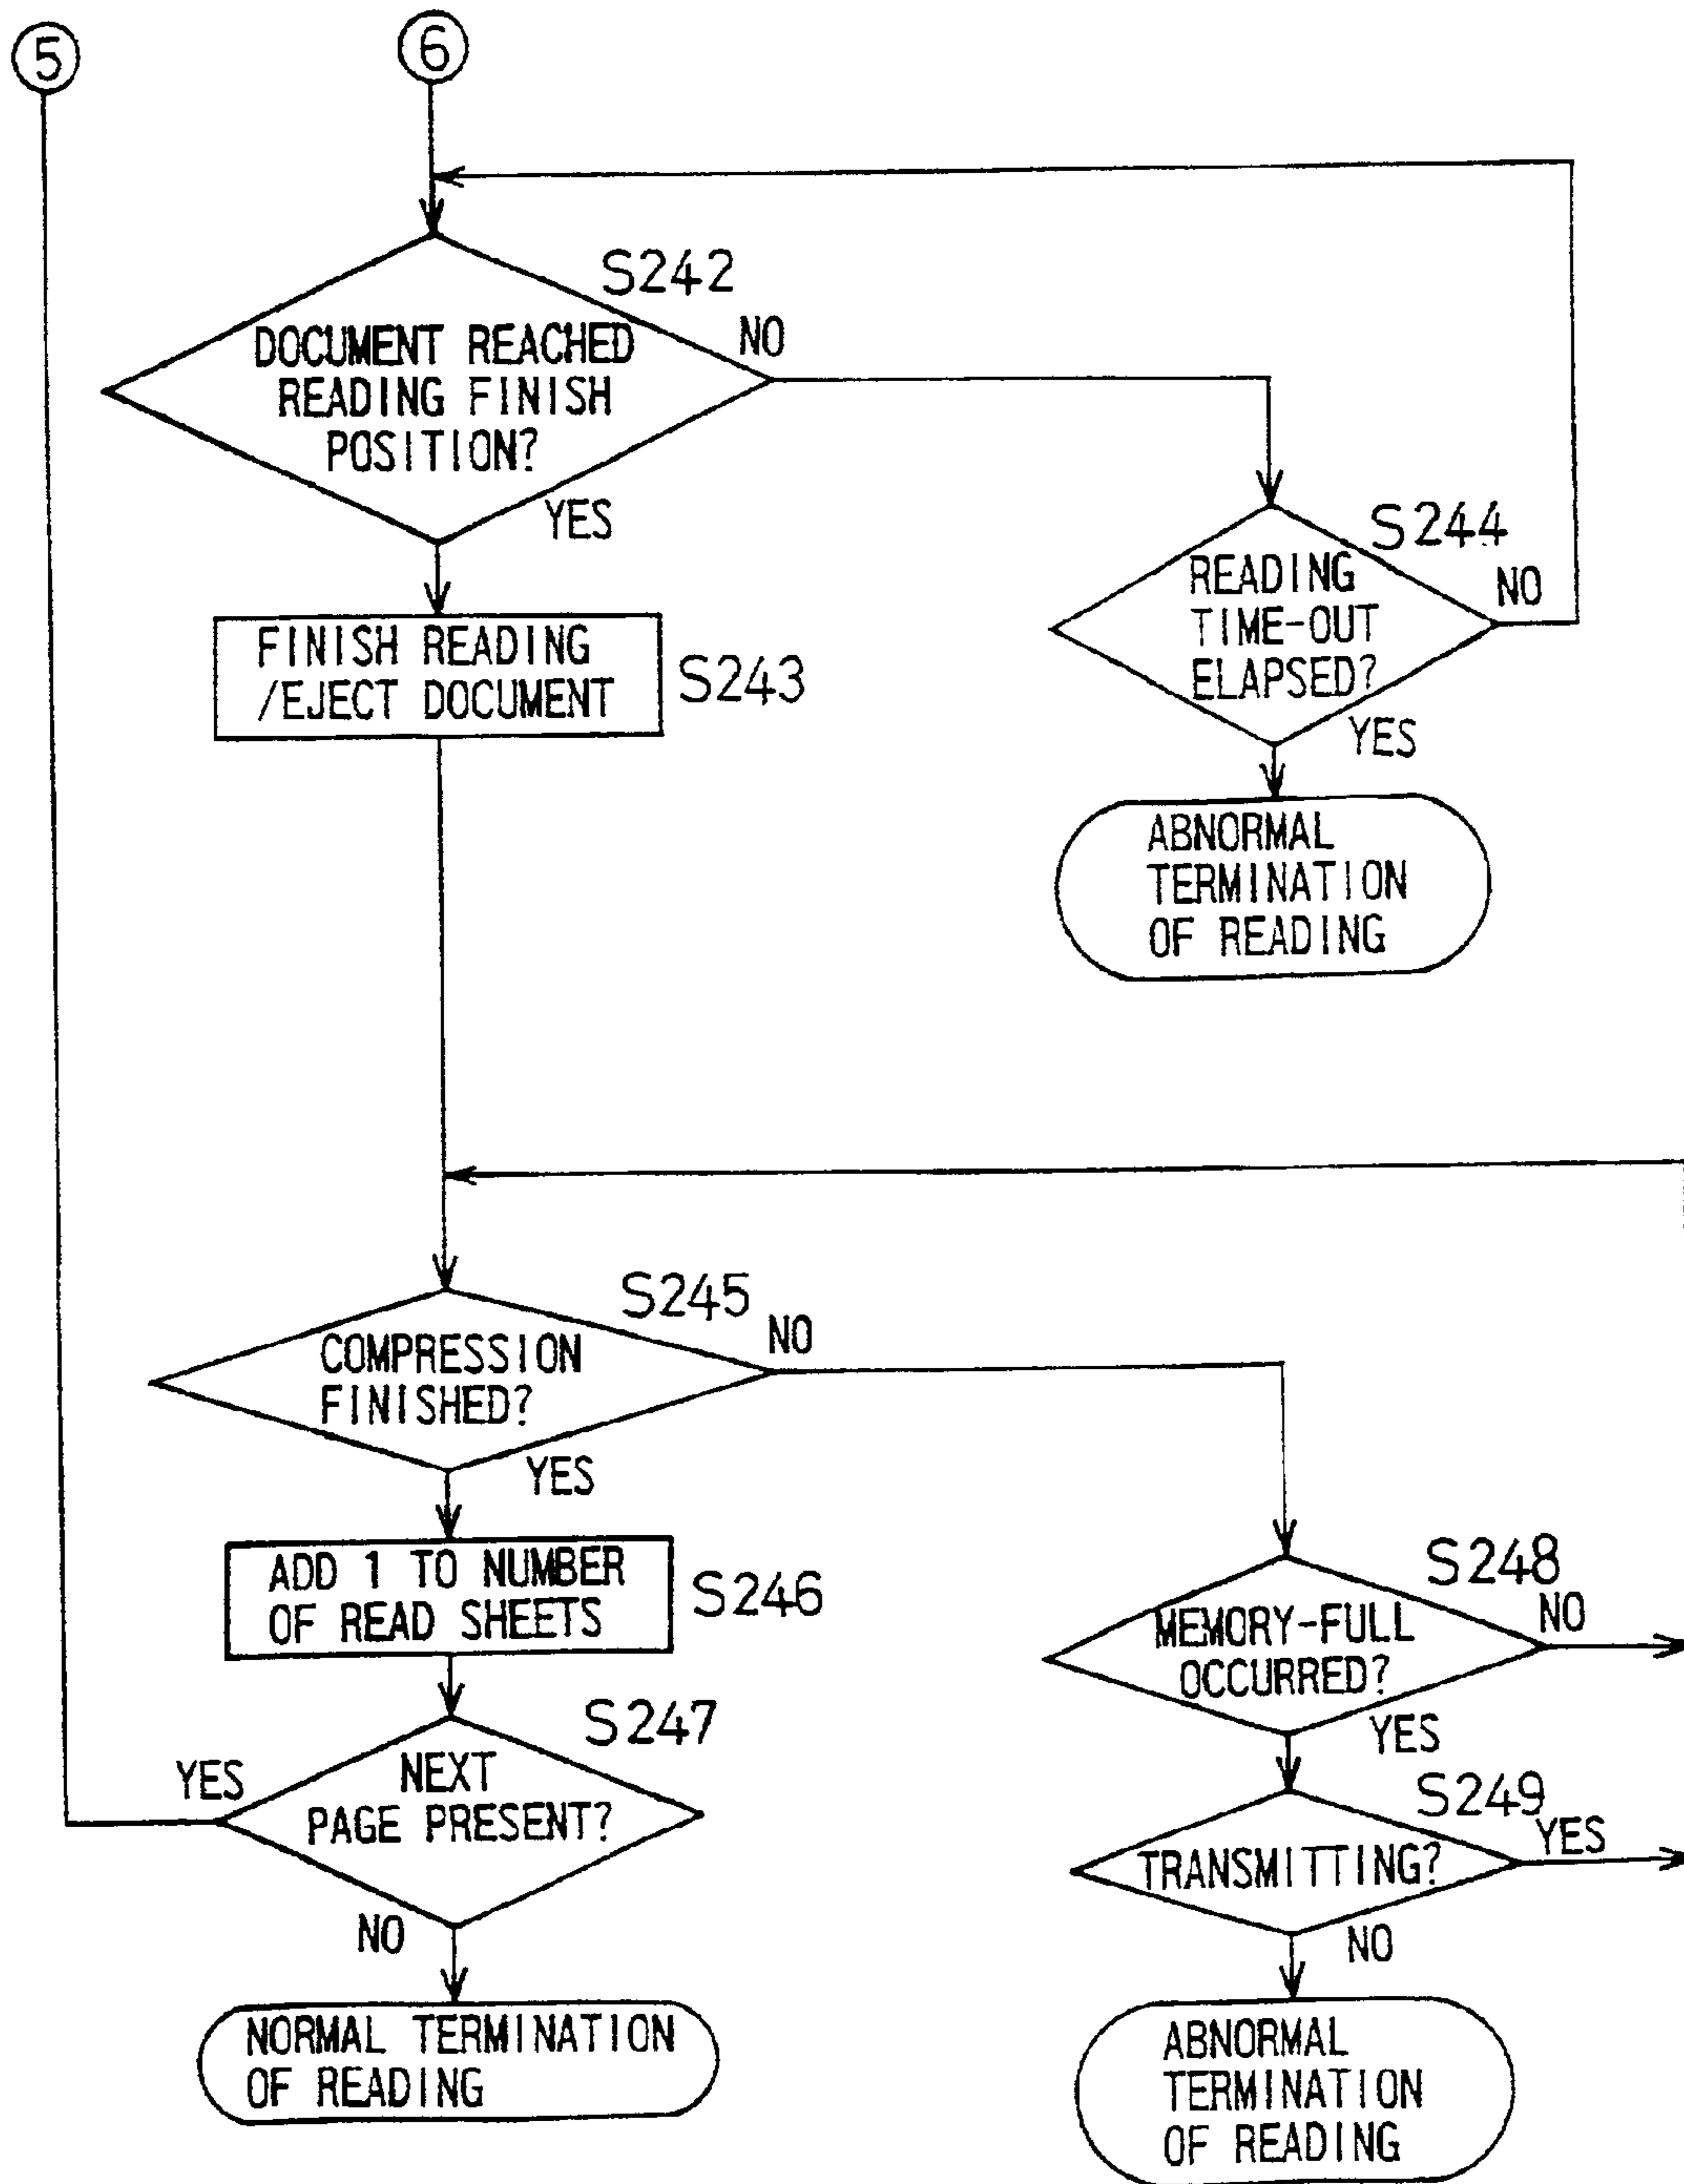 5
6
S242
DOCUMENT REACHED
READING FINISH
POSITION?
NO
YES
S244
READING
TIME-OUT
ELAPSED?
NO
YES
FINISH READING
/EJECT DOCUMENT
S243
ABNORMAL
TERMINATION
OF READING
S245
COMPRESSION
FINISHED?
NO
YES
ADD 1 TO NUMBER
OF READ SHEETS
S246
S248
MEMORY-FULL
OCCURRED?
NO
YES
S247
NEXT
PAGE PRESENT?
YES
NO
S249
TRANSMITTING?
YES
NO
NORMAL TERMINATION
OF READING
ABNORMAL
TERMINATION
OF READING